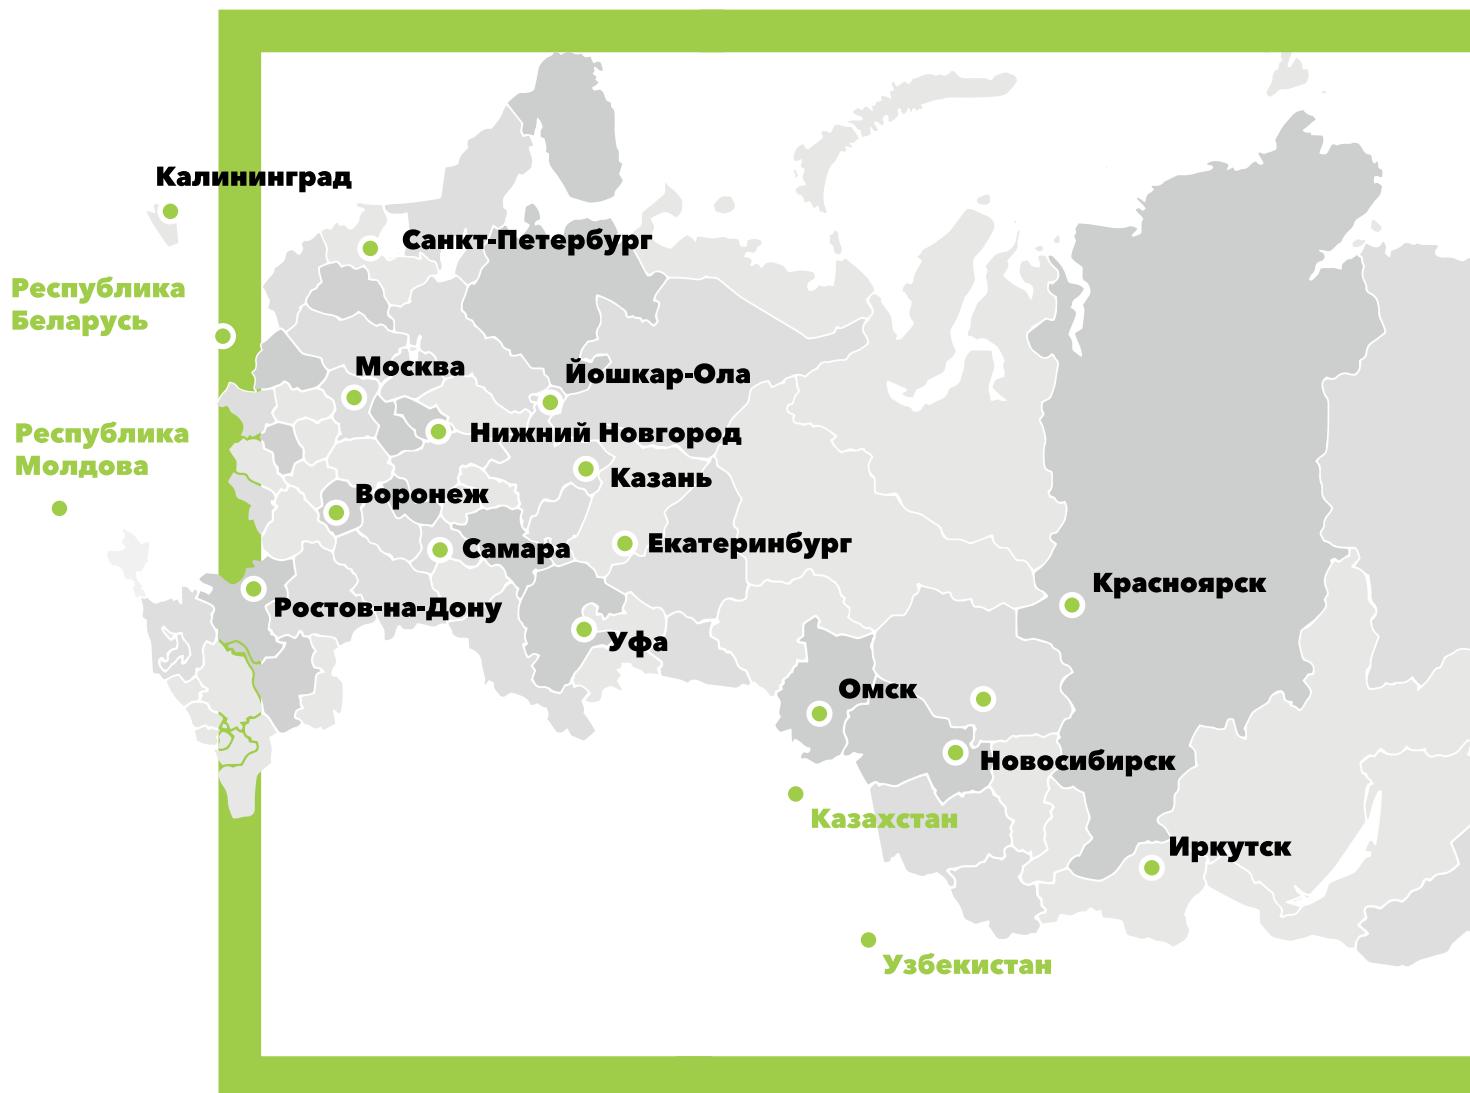 Калининград
Санкт-Петербург
Республика
Беларусь
Москва
Йошкар-Ола
Республика
Молдова
Нижний Новгород
Казань
Воронеж
Самара
Екатеринбург
Красноярск
Ростов-на-Дону
Уфа
Омск
Новосибирск
Казахстан
Иркутск
Узбекистан